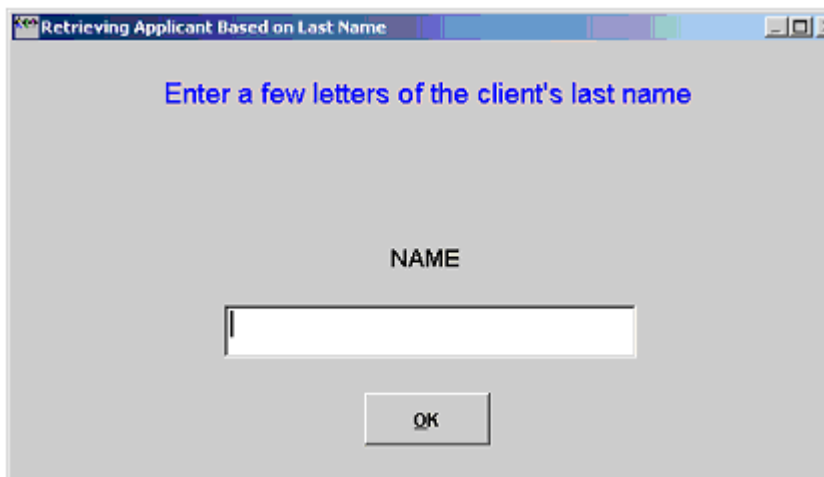 Retrieving Applicant Based on Last Name
Enter a few letters of the client's last name
NAME
OK